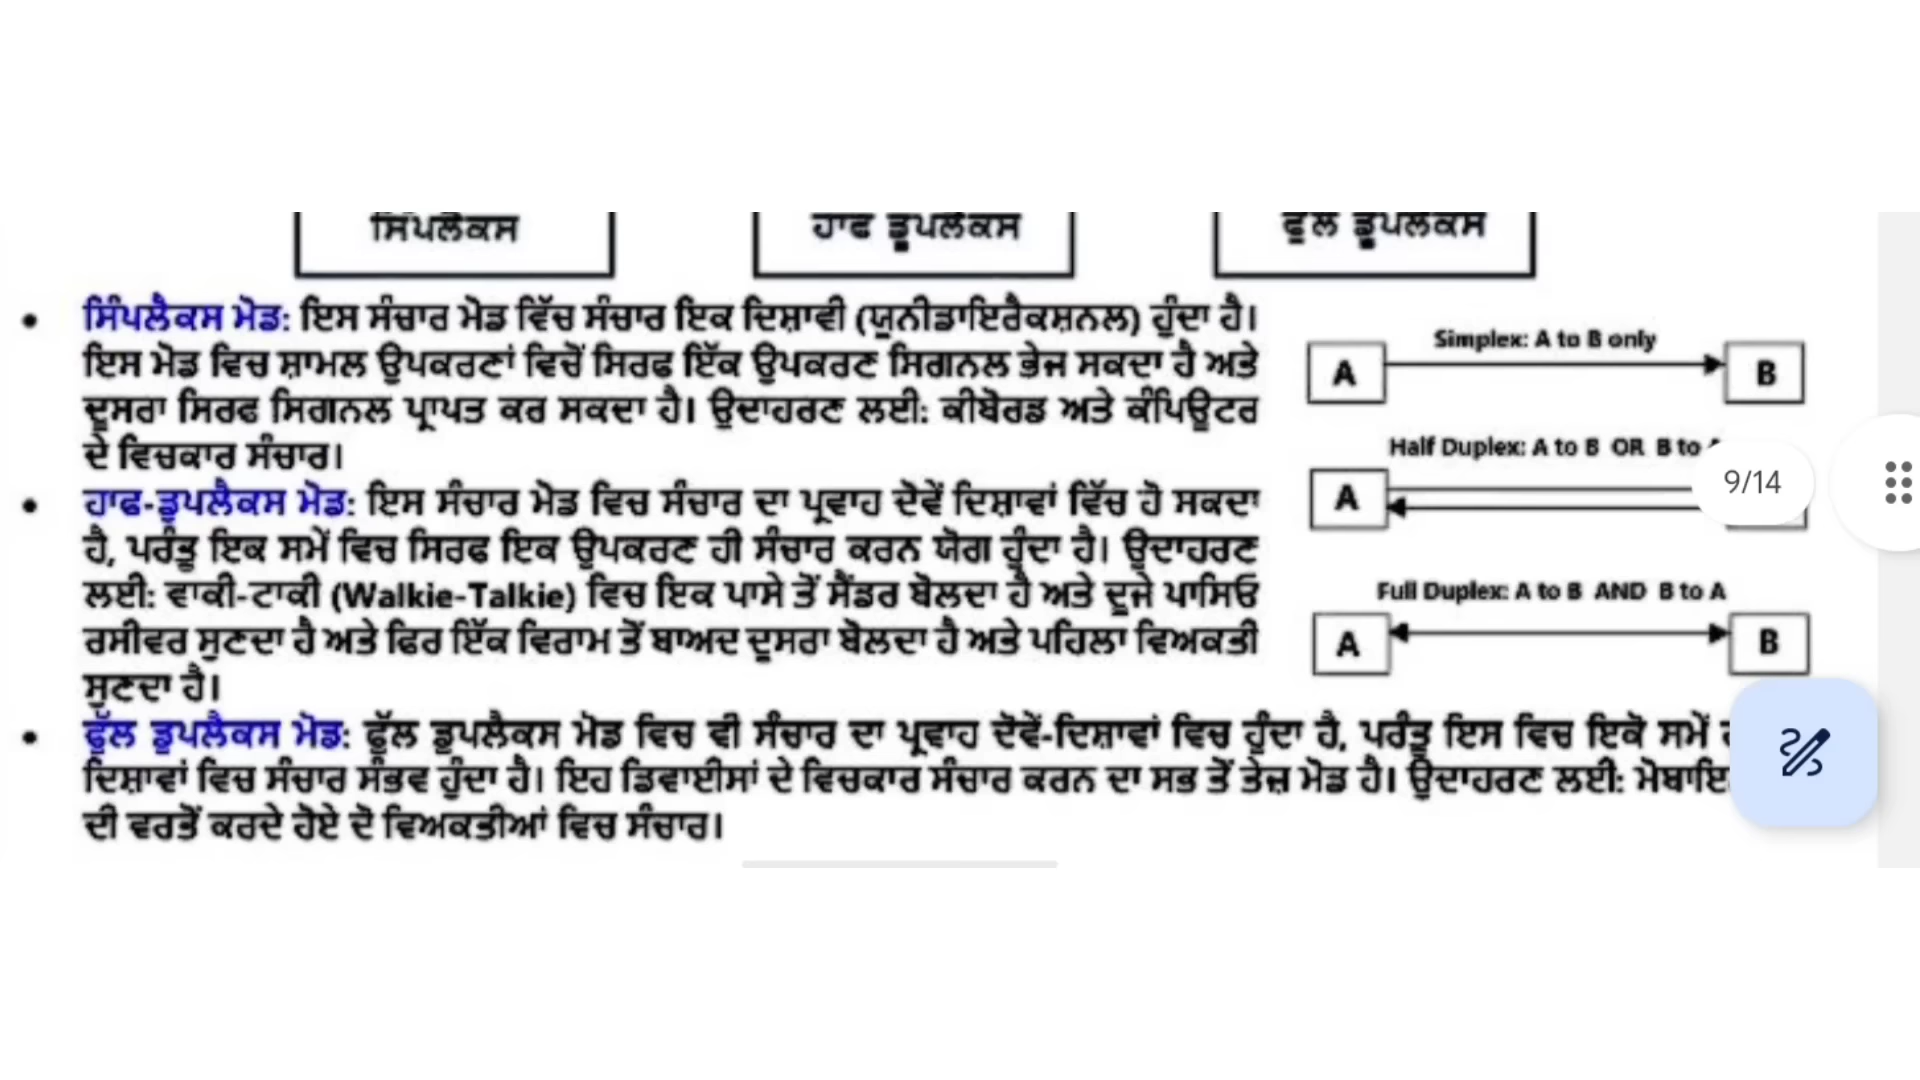 ਸਿੰਪਲੈਕਸ
ਹਾਫ ਡੂਪਲੈਕਸ
ਫੁੱਲ ਡੂਪਲੈਕਸ
• ਸਿੰਪਲੈਕਸ ਮੋਡ: ਇਸ ਸੰਚਾਰ ਮੋਡ ਵਿੱਚ ਸੰਚਾਰ ਇਕ ਦਿਸ਼ਾਵੀ (ਯੂਨੀਡਾਇਰੈਕਸ਼ਨਲ) ਹੁੰਦਾ ਹੈ।
ਇਸ ਮੋਡ ਵਿਚ ਸ਼ਾਮਲ ਉਪਕਰਣਾਂ ਵਿਚੋਂ ਸਿਰਫ ਇੱਕ ਉਪਕਰਣ ਸਿਗਨਲ ਭੇਜ ਸਕਦਾ ਹੈ ਅਤੇ
ਦੂਸਰਾ ਸਿਰਫ ਸਿਗਨਲ ਪ੍ਰਾਪਤ ਕਰ ਸਕਦਾ ਹੈ। ਉਦਾਹਰਣ ਲਈ: ਕੀਬੋਰਡ ਅਤੇ ਕੰਪਿਊਟਰ
ਦੇ ਵਿਚਕਾਰ ਸੰਚਾਰ।
Simplex: A to B only
A
B
• ਹਾਫ-ਡੁਪਲੈਕਸ ਮੋਡ: ਇਸ ਸੰਚਾਰ ਮੋਡ ਵਿਚ ਸੰਚਾਰ ਦਾ ਪ੍ਰਵਾਹ ਦੋਵੇਂ ਦਿਸ਼ਾਵਾਂ ਵਿੱਚ ਹੋ ਸਕਦਾ
ਹੈ, ਪਰੰਤੂ ਇਕ ਸਮੇਂ ਵਿਚ ਸਿਰਫ ਇਕ ਉਪਕਰਣ ਹੀ ਸੰਚਾਰ ਕਰਨ ਯੋਗ ਹੁੰਦਾ ਹੈ। ਉਦਾਹਰਣ
ਲਈ: ਵਾਕੀ-ਟਾਕੀ (Walkie-Talkie) ਵਿਚ ਇਕ ਪਾਸੇ ਤੋਂ ਸੈਂਡਰ ਬੋਲਦਾ ਹੈ ਅਤੇ ਦੂਜੇ ਪਾਸਿਓ
ਰਸੀਵਰ ਸੁਣਦਾ ਹੈ ਅਤੇ ਫਿਰ ਇੱਕ ਵਿਰਾਮ ਤੋਂ ਬਾਅਦ ਦੂਸਰਾ ਬੋਲਦਾ ਹੈ ਅਤੇ ਪਹਿਲਾ ਵਿਅਕਤੀ
ਸੁਣਦਾ ਹੈ।
Half Duplex: A to B OR B to
A
9/14
Full Duplex: A to B AND B to A
A
B
• ਫੁੱਲ ਡੁਪਲੈਕਸ ਮੋਡ: ਫੁੱਲ ਡੁਪਲੈਕਸ ਮੋਡ ਵਿਚ ਵੀ ਸੰਚਾਰ ਦਾ ਪ੍ਰਵਾਹ ਦੋਵੇਂ-ਦਿਸ਼ਾਵਾਂ ਵਿਚ ਹੁੰਦਾ ਹੈ, ਪਰੰਤੂ ਇਸ ਵਿਚ ਇਕੋ ਸਮੇਂ
ਦਿਸ਼ਾਵਾਂ ਵਿਚ ਸੰਚਾਰ ਸੰਭਵ ਹੁੰਦਾ ਹੈ। ਇਹ ਡਿਵਾਈਸਾਂ ਦੇ ਵਿਚਕਾਰ ਸੰਚਾਰ ਕਰਨ ਦਾ ਸਭ ਤੋਂ ਤੇਜ਼ ਮੋਡ ਹੈ। ਉਦਾਹਰਣ ਲਈ:
ਦੀ ਵਰਤੋਂ ਕਰਦੇ ਹੋਏ ਦੋ ਵਿਅਕਤੀਆਂ ਵਿਚ ਸੰਚਾਰ।